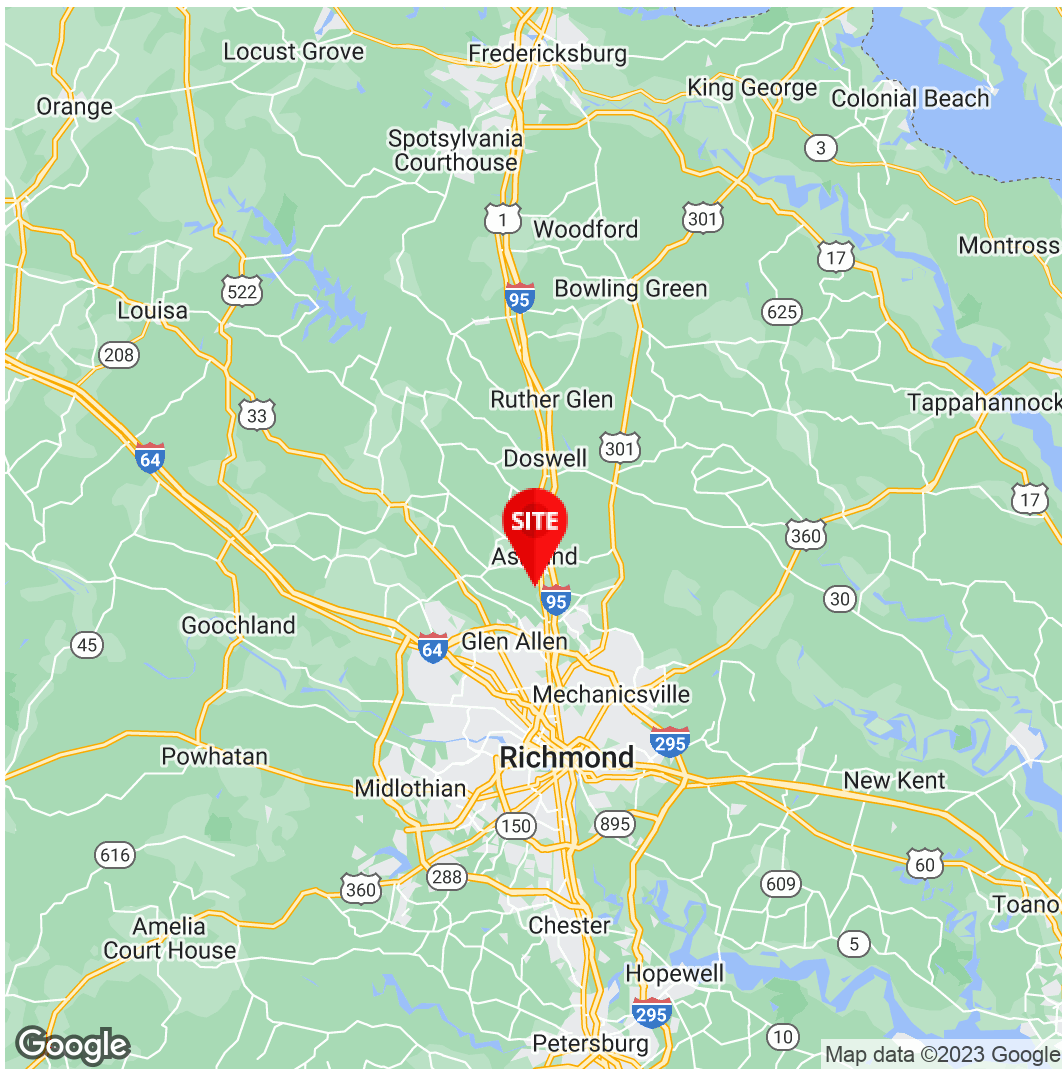 Locust Grove
Fredericksburg
King George
Orange
Colonial Beach
Spotsylvania
Courthouse
3
1
301
Woodford
17
Montross
522
Bowling Green
95
Louisa
625
208
Ruther Glen
Tappahannock
33
301
64
Doswell
17
SITE
360
95
30
Goochland
45
Glen Allen
64
Mechanicsville
295
Richmond
Powhatan
Midlothian
New Kent
150
895
616
60
288
360
609
Toano
Amelia
Court House
Chester
5
Hopewell
295
10
Petersburg
Google
Map data ©2023 Google